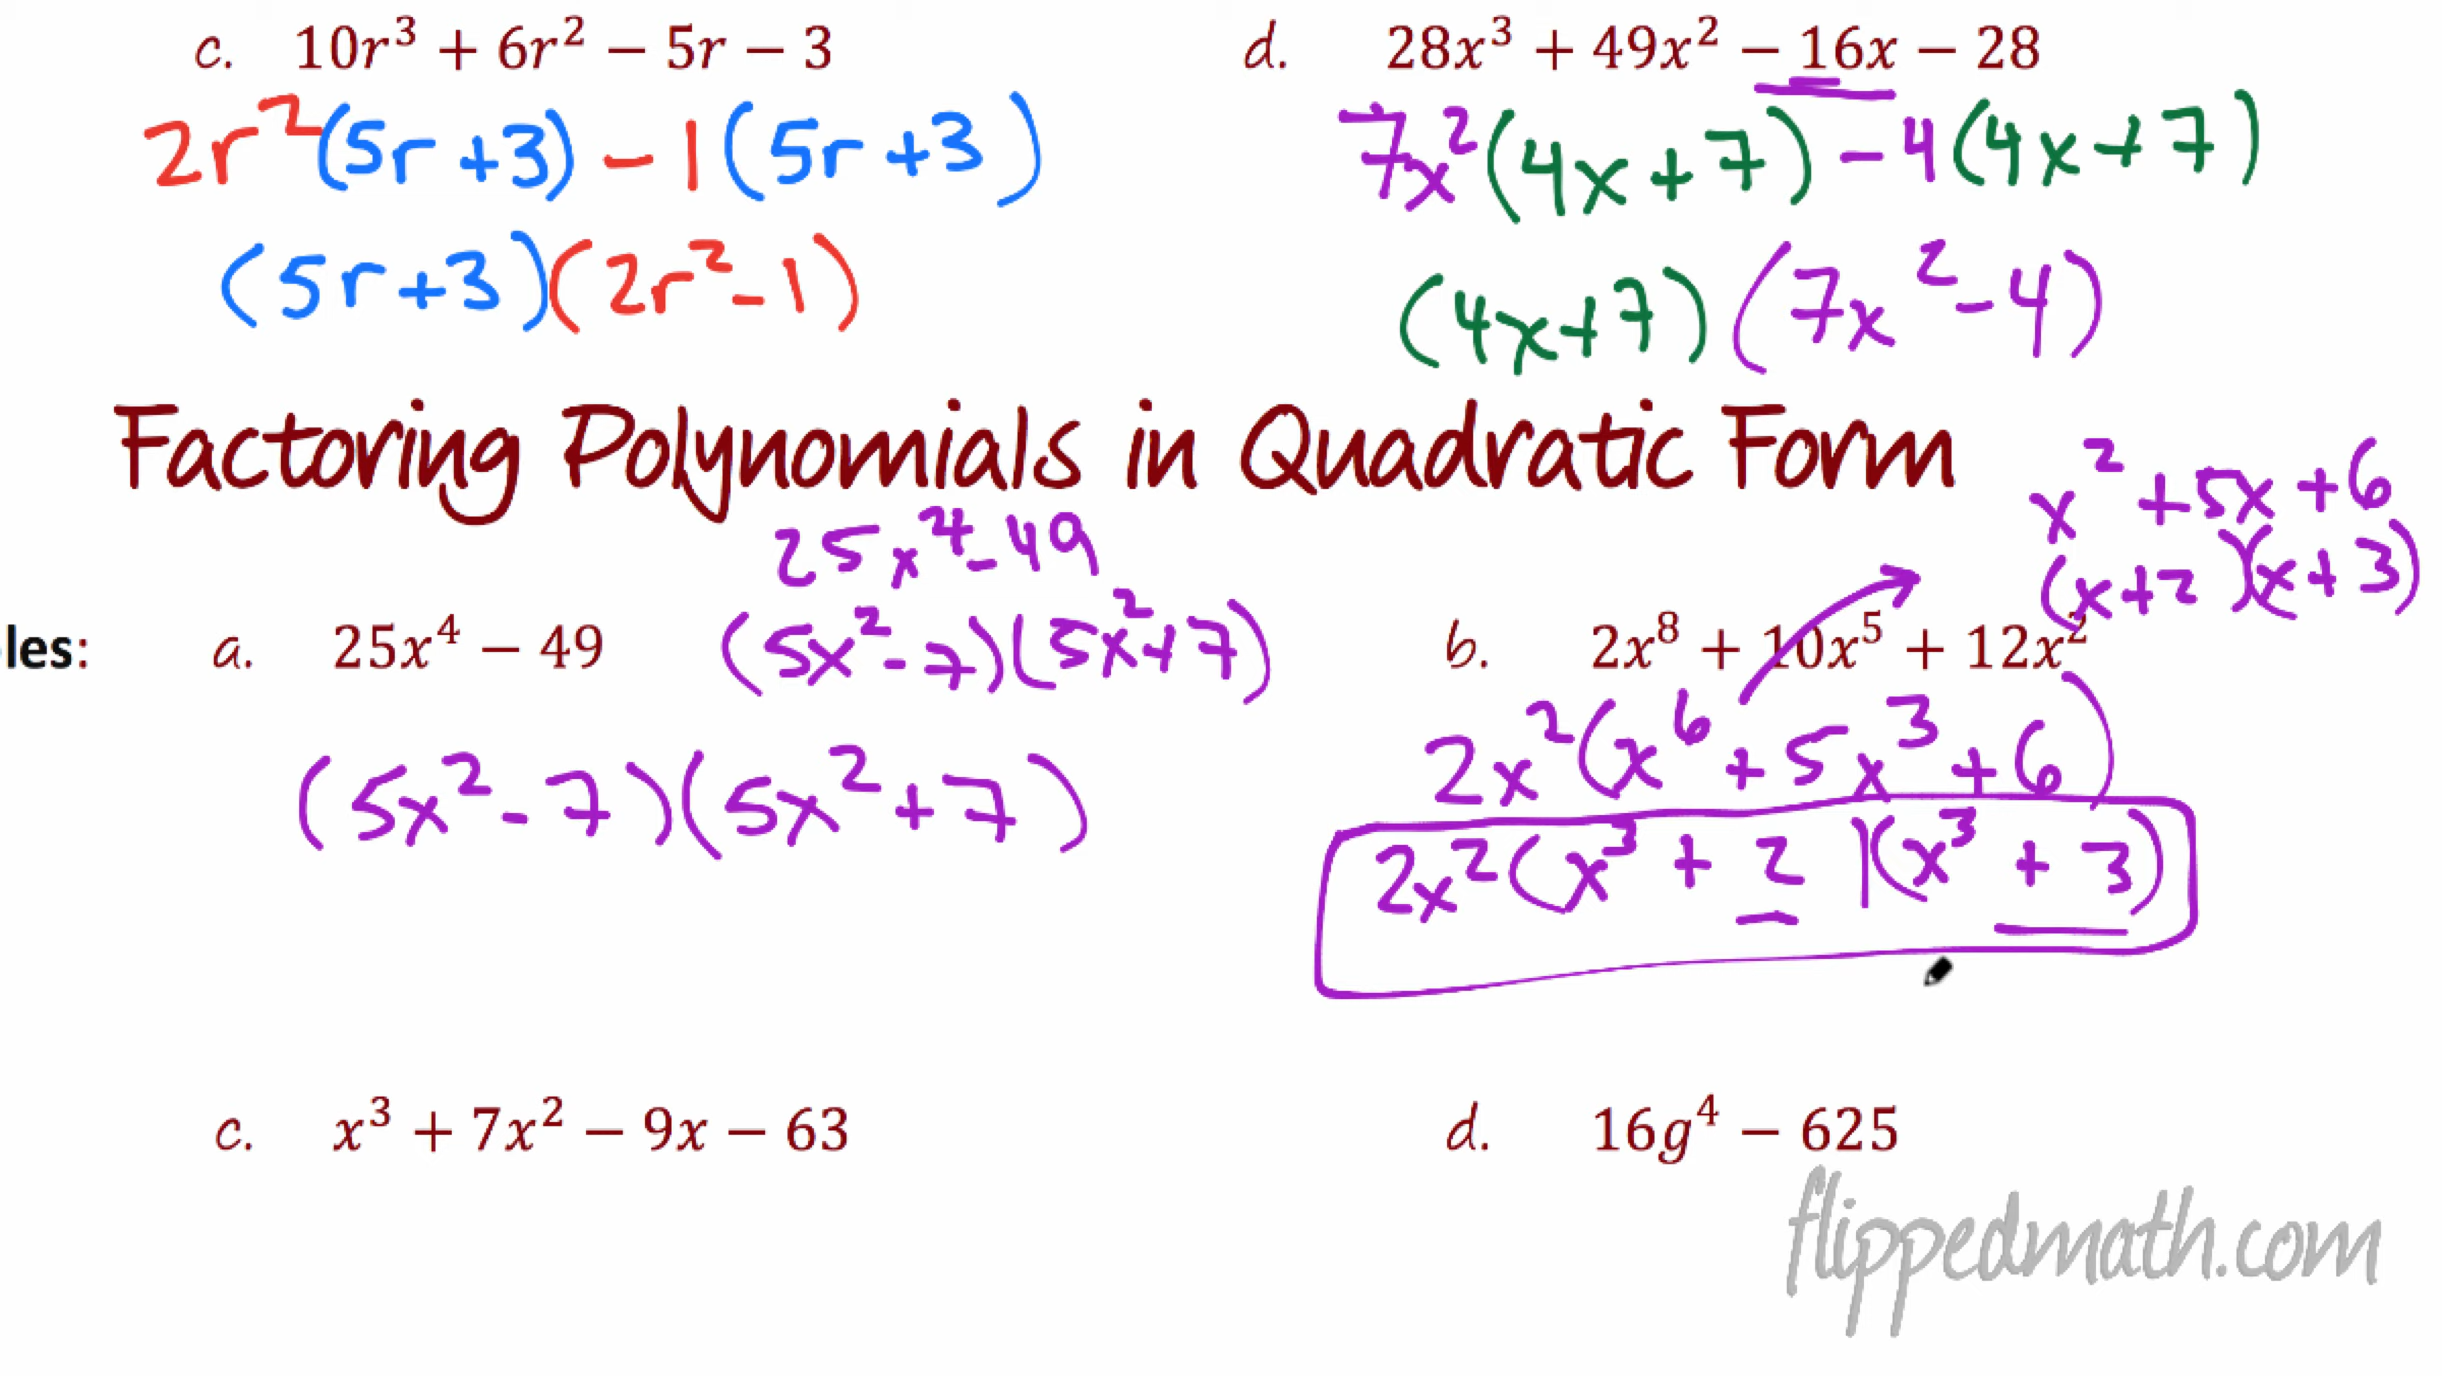 c. 10r³ + 6r² − 5r − 3
2r²(5r+3) −1(5r+3)
(5r+3)(2r²−1)
d. 28x³ + 49x² − 16x − 28
7x²(4x+7) −4(4x+7)
(4x+7)(7x²−4)
Factoring Polynomials in Quadratic Form
25x⁴−49
x²+5x+6
(x+2)(x+3)
les:
a. 25x⁴ − 49
(5x²−7)(5x²+7)
(5x²−7)(5x²+7)
b. 2x⁸ + 10x⁵ + 12x²
2x²(x⁶+5x³+6)
2x²(x³+2)(x³+3)
c. x³ + 7x² − 9x − 63
d. 16g⁴ − 625
flippedmath.com